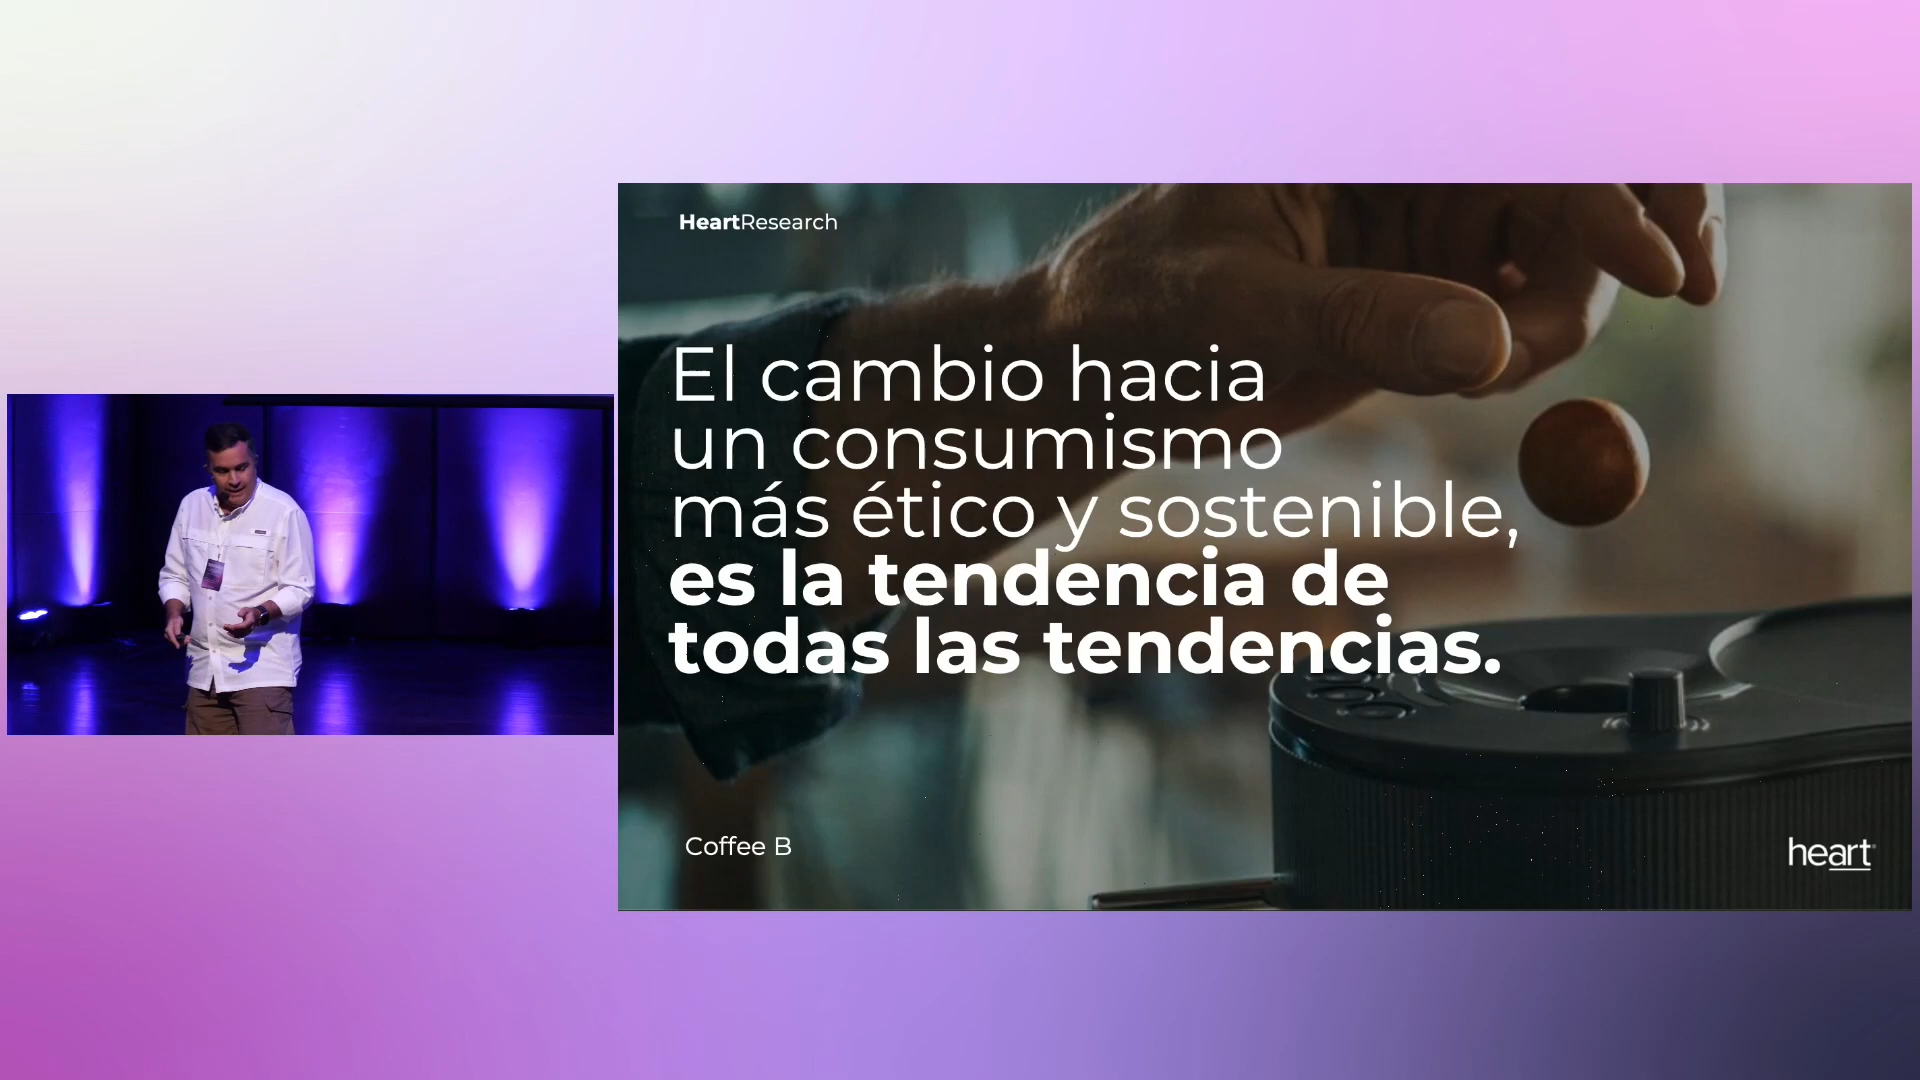 HeartResearch
El cambio hacia
un consumismo
más ético y sostenible,
es la tendencia de
todas las tendencias.
Coffee B
heart